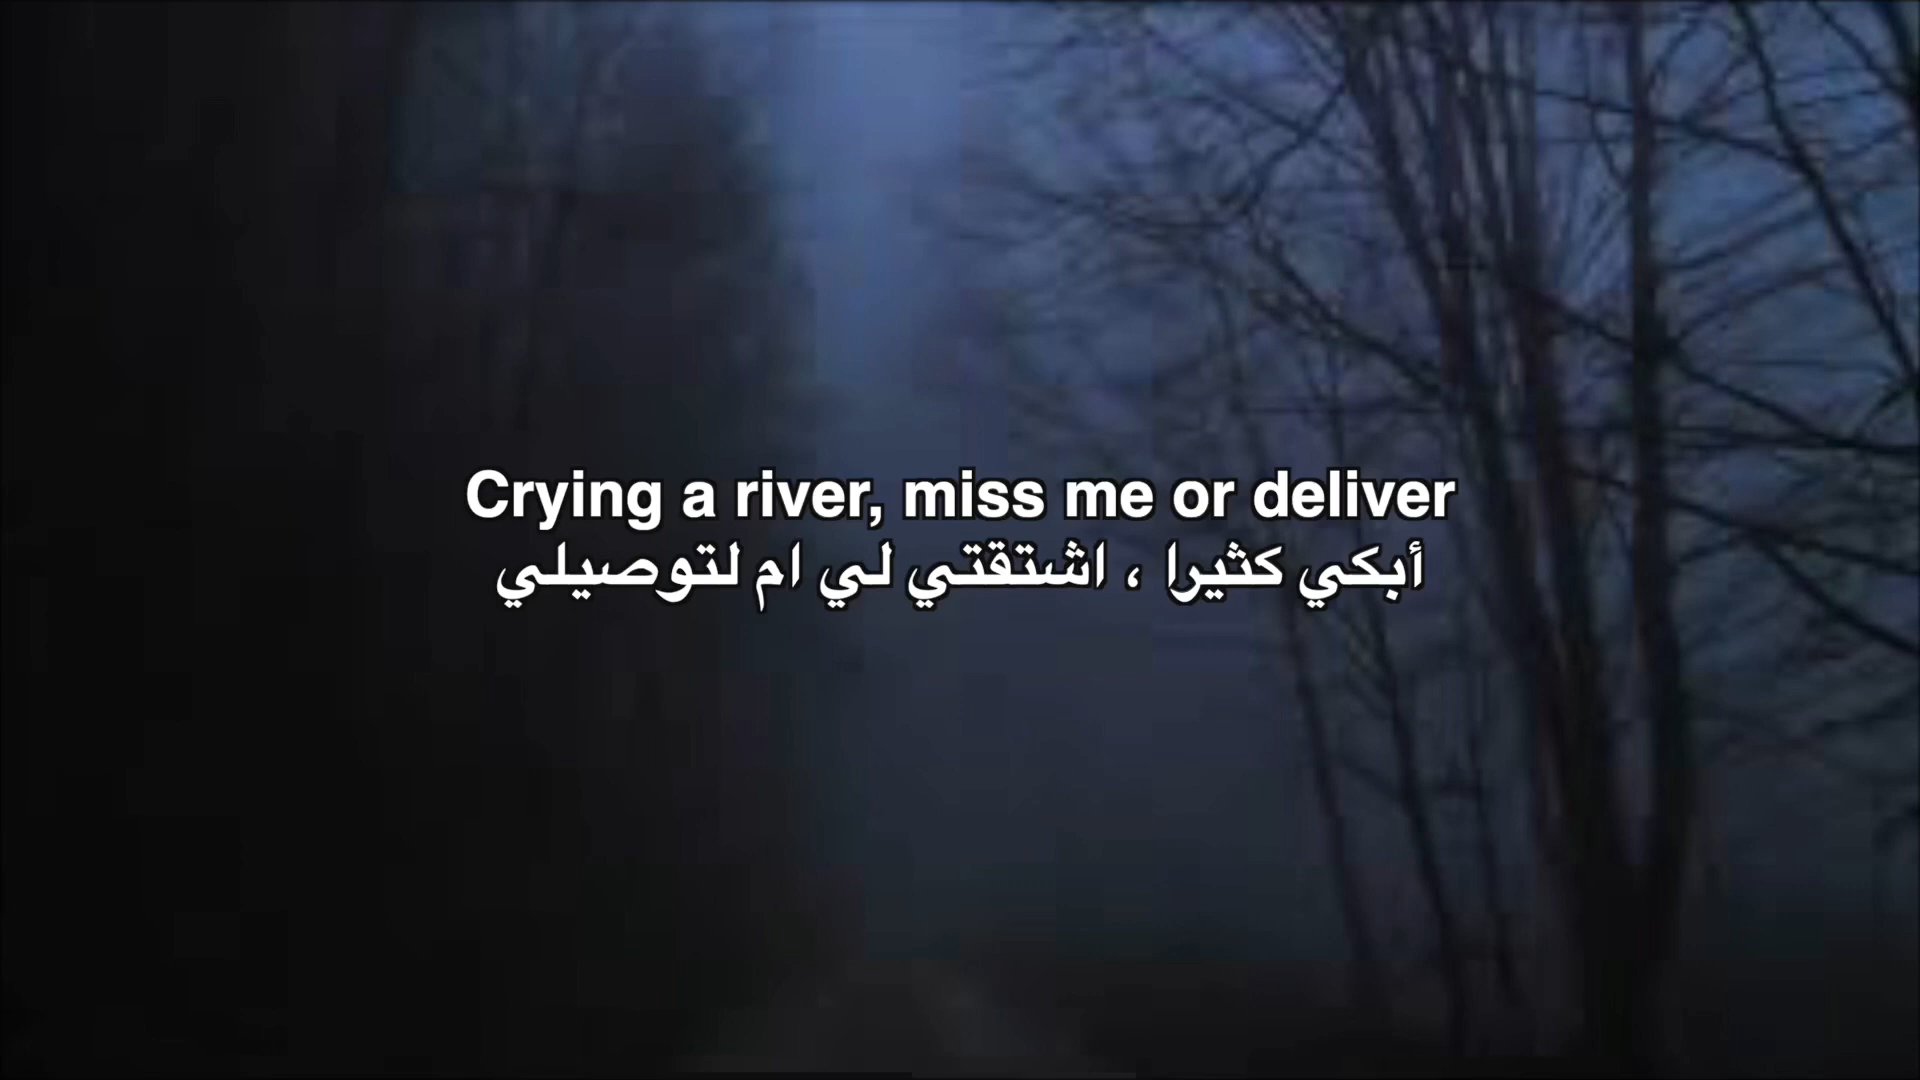 Crying a river, miss me or deliver
أبكي كثيرا ، اشتقتي لي ام لتوصيلي